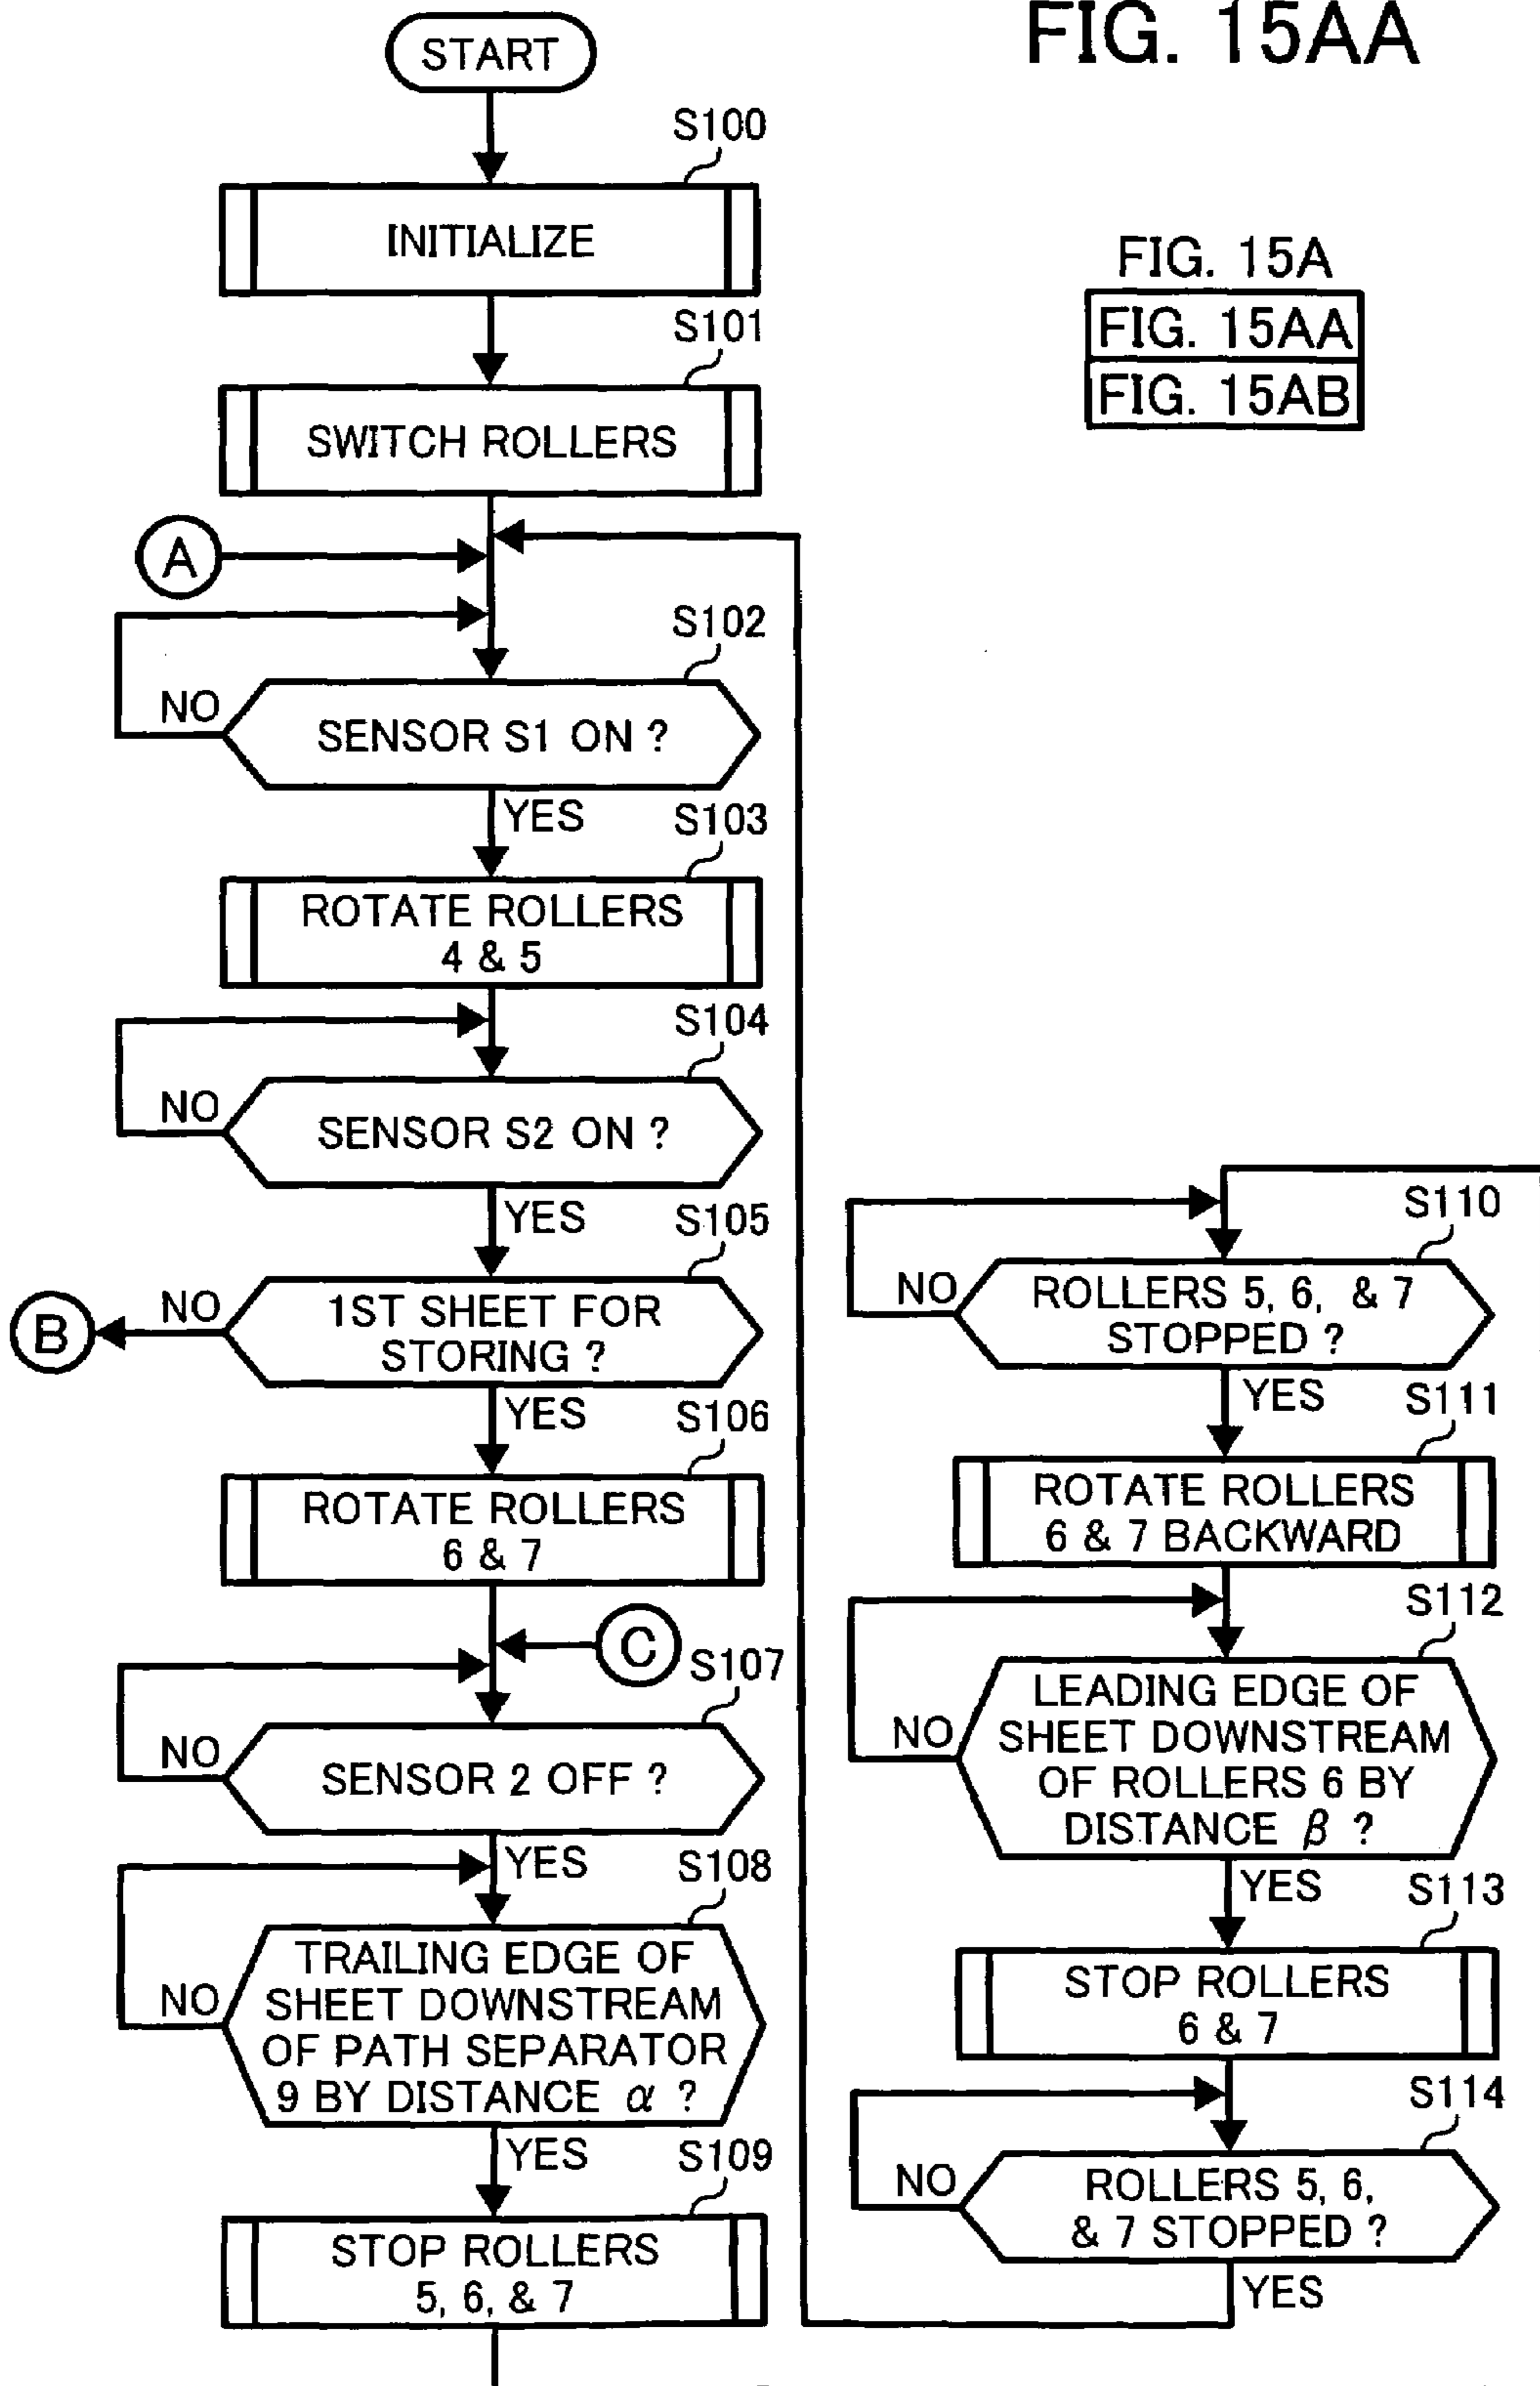 FIG. 15AA
START
S100
INITIALIZE
FIG. 15A
FIG. 15AA
FIG. 15AB
S101
SWITCH ROLLERS
A
S102
NO
SENSOR S1 ON ?
YES
S103
ROTATE ROLLERS
4 & 5
S104
NO
SENSOR S2 ON ?
YES
S105
B
NO
1ST SHEET FOR
STORING ?
YES
S106
ROTATE ROLLERS
6 & 7
C
S107
NO
SENSOR 2 OFF ?
YES
S108
NO
TRAILING EDGE OF
SHEET DOWNSTREAM
OF PATH SEPARATOR
9 BY DISTANCE α ?
YES
S109
STOP ROLLERS
5, 6, & 7
S110
NO
ROLLERS 5, 6, & 7
STOPPED ?
YES
S111
ROTATE ROLLERS
6 & 7 BACKWARD
S112
NO
LEADING EDGE OF
SHEET DOWNSTREAM
OF ROLLERS 6 BY
DISTANCE β ?
YES
S113
STOP ROLLERS
6 & 7
S114
NO
ROLLERS 5, 6,
& 7 STOPPED ?
YES